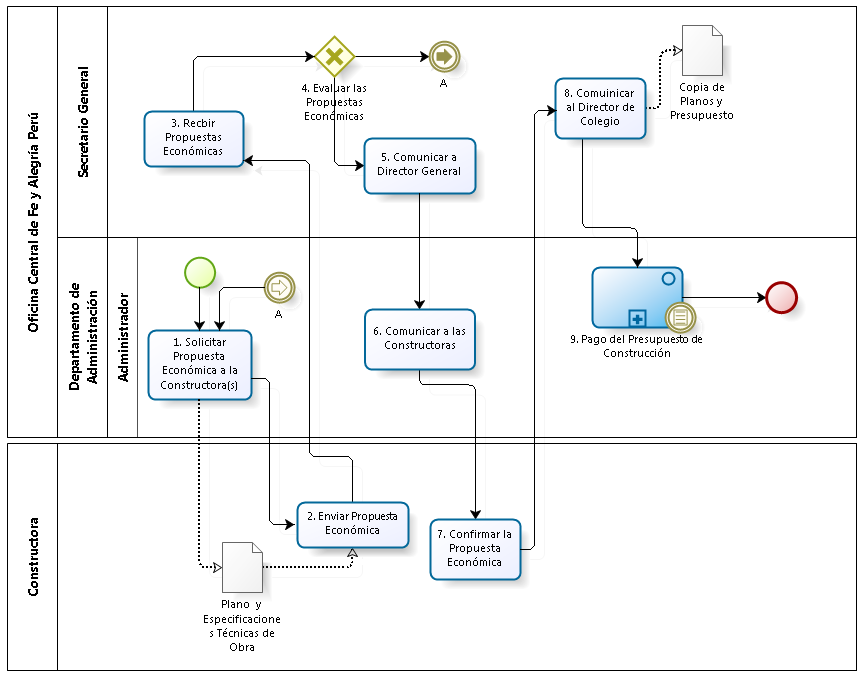 Oficina Central de Fe y Alegría Perú
Secretario General
3. Recbir
Propuestas
Económicas
4. Evaluar las
Propuestas
Económicas
A
5. Comunicar a
Director General
8. Comuinicar
al Director de
Colegio
Copia de
Planos y
Presupuesto
Departamento de
Administración
Administrador
A
1. Solicitar
Propuesta
Económica a la
Constructora(s)
6. Comunicar a las
Constructoras
9. Pago del Presupuesto de
Construcción
Constructora
2. Enviar Propuesta
Económica
7. Confirmar la
Propuesta
Económica
Plano y
Especificacione
s Técnicas de
Obra